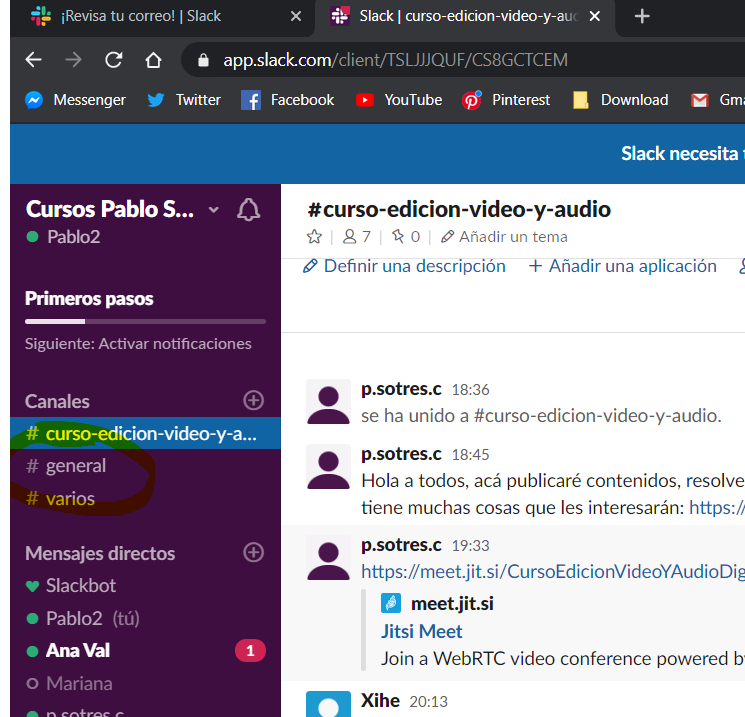 ¡Revisa tu correo! | Slack
Slack | curso-edicion-video-y-aud
app.slack.com/client/TSLJJJQUF/CS8GCTCEM
Messenger Twitter Facebook YouTube Pinterest Download Gma
Slack necesita t
Cursos Pablo S...
Pablo2
Primeros pasos
Siguiente: Activar notificaciones
Canales
# curso-edicion-video-y-a...
# general
# varios
Mensajes directos
Slackbot
Pablo2 (tú)
Ana Val 1
Mariana
p.sotres.c
#curso-edicion-video-y-audio
7 | 0 | Añadir un tema
Definir una descripción + Añadir una aplicación
p.sotres.c 18:36
se ha unido a #curso-edicion-video-y-audio.
p.sotres.c 18:45
Hola a todos, acá publicaré contenidos, resolve
tiene muchas cosas que les interesarán: https://
p.sotres.c 19:33
https://meet.jit.si/CursoEdicionVideoYAudioDig
meet.jit.si
Jitsi Meet
Join a WebRTC video conference powered by
Xihe 20:13